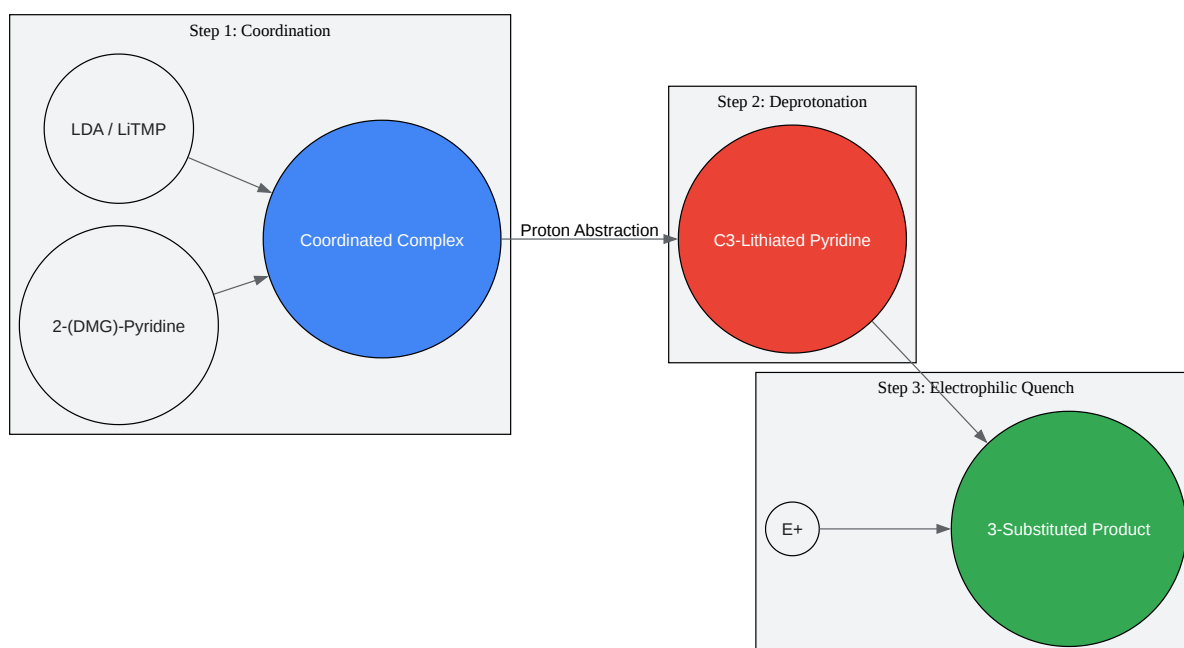 Step 1: Coordination
LDA / LiTMP
2-(DMG)-Pyridine
Coordinated Complex
Proton Abstraction
Step 2: Deprotonation
C3-Lithiated Pyridine
Step 3: Electrophilic Quench
E+
3-Substituted Product